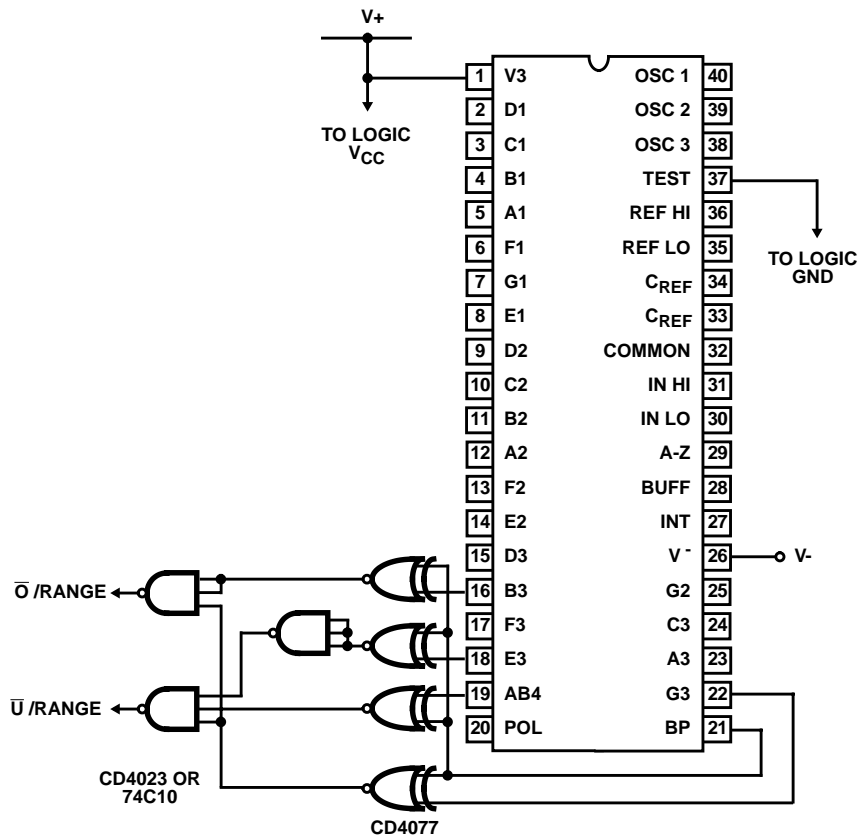 V+
TO LOGIC
VCC
1 V3 OSC 1 40
2 D1 OSC 2 39
3 C1 OSC 3 38
4 B1 TEST 37
5 A1 REF HI 36
6 F1 REF LO 35
7 G1 CREF 34
8 E1 CREF 33
9 D2 COMMON 32
10 C2 IN HI 31
11 B2 IN LO 30
12 A2 A-Z 29
13 F2 BUFF 28
14 E2 INT 27
15 D3 V - 26
16 B3 G2 25
17 F3 C3 24
18 E3 A3 23
19 AB4 G3 22
20 POL BP 21
TO LOGIC
GND
V-
O̅ /RANGE
U̅ /RANGE
CD4023 OR
74C10
CD4077